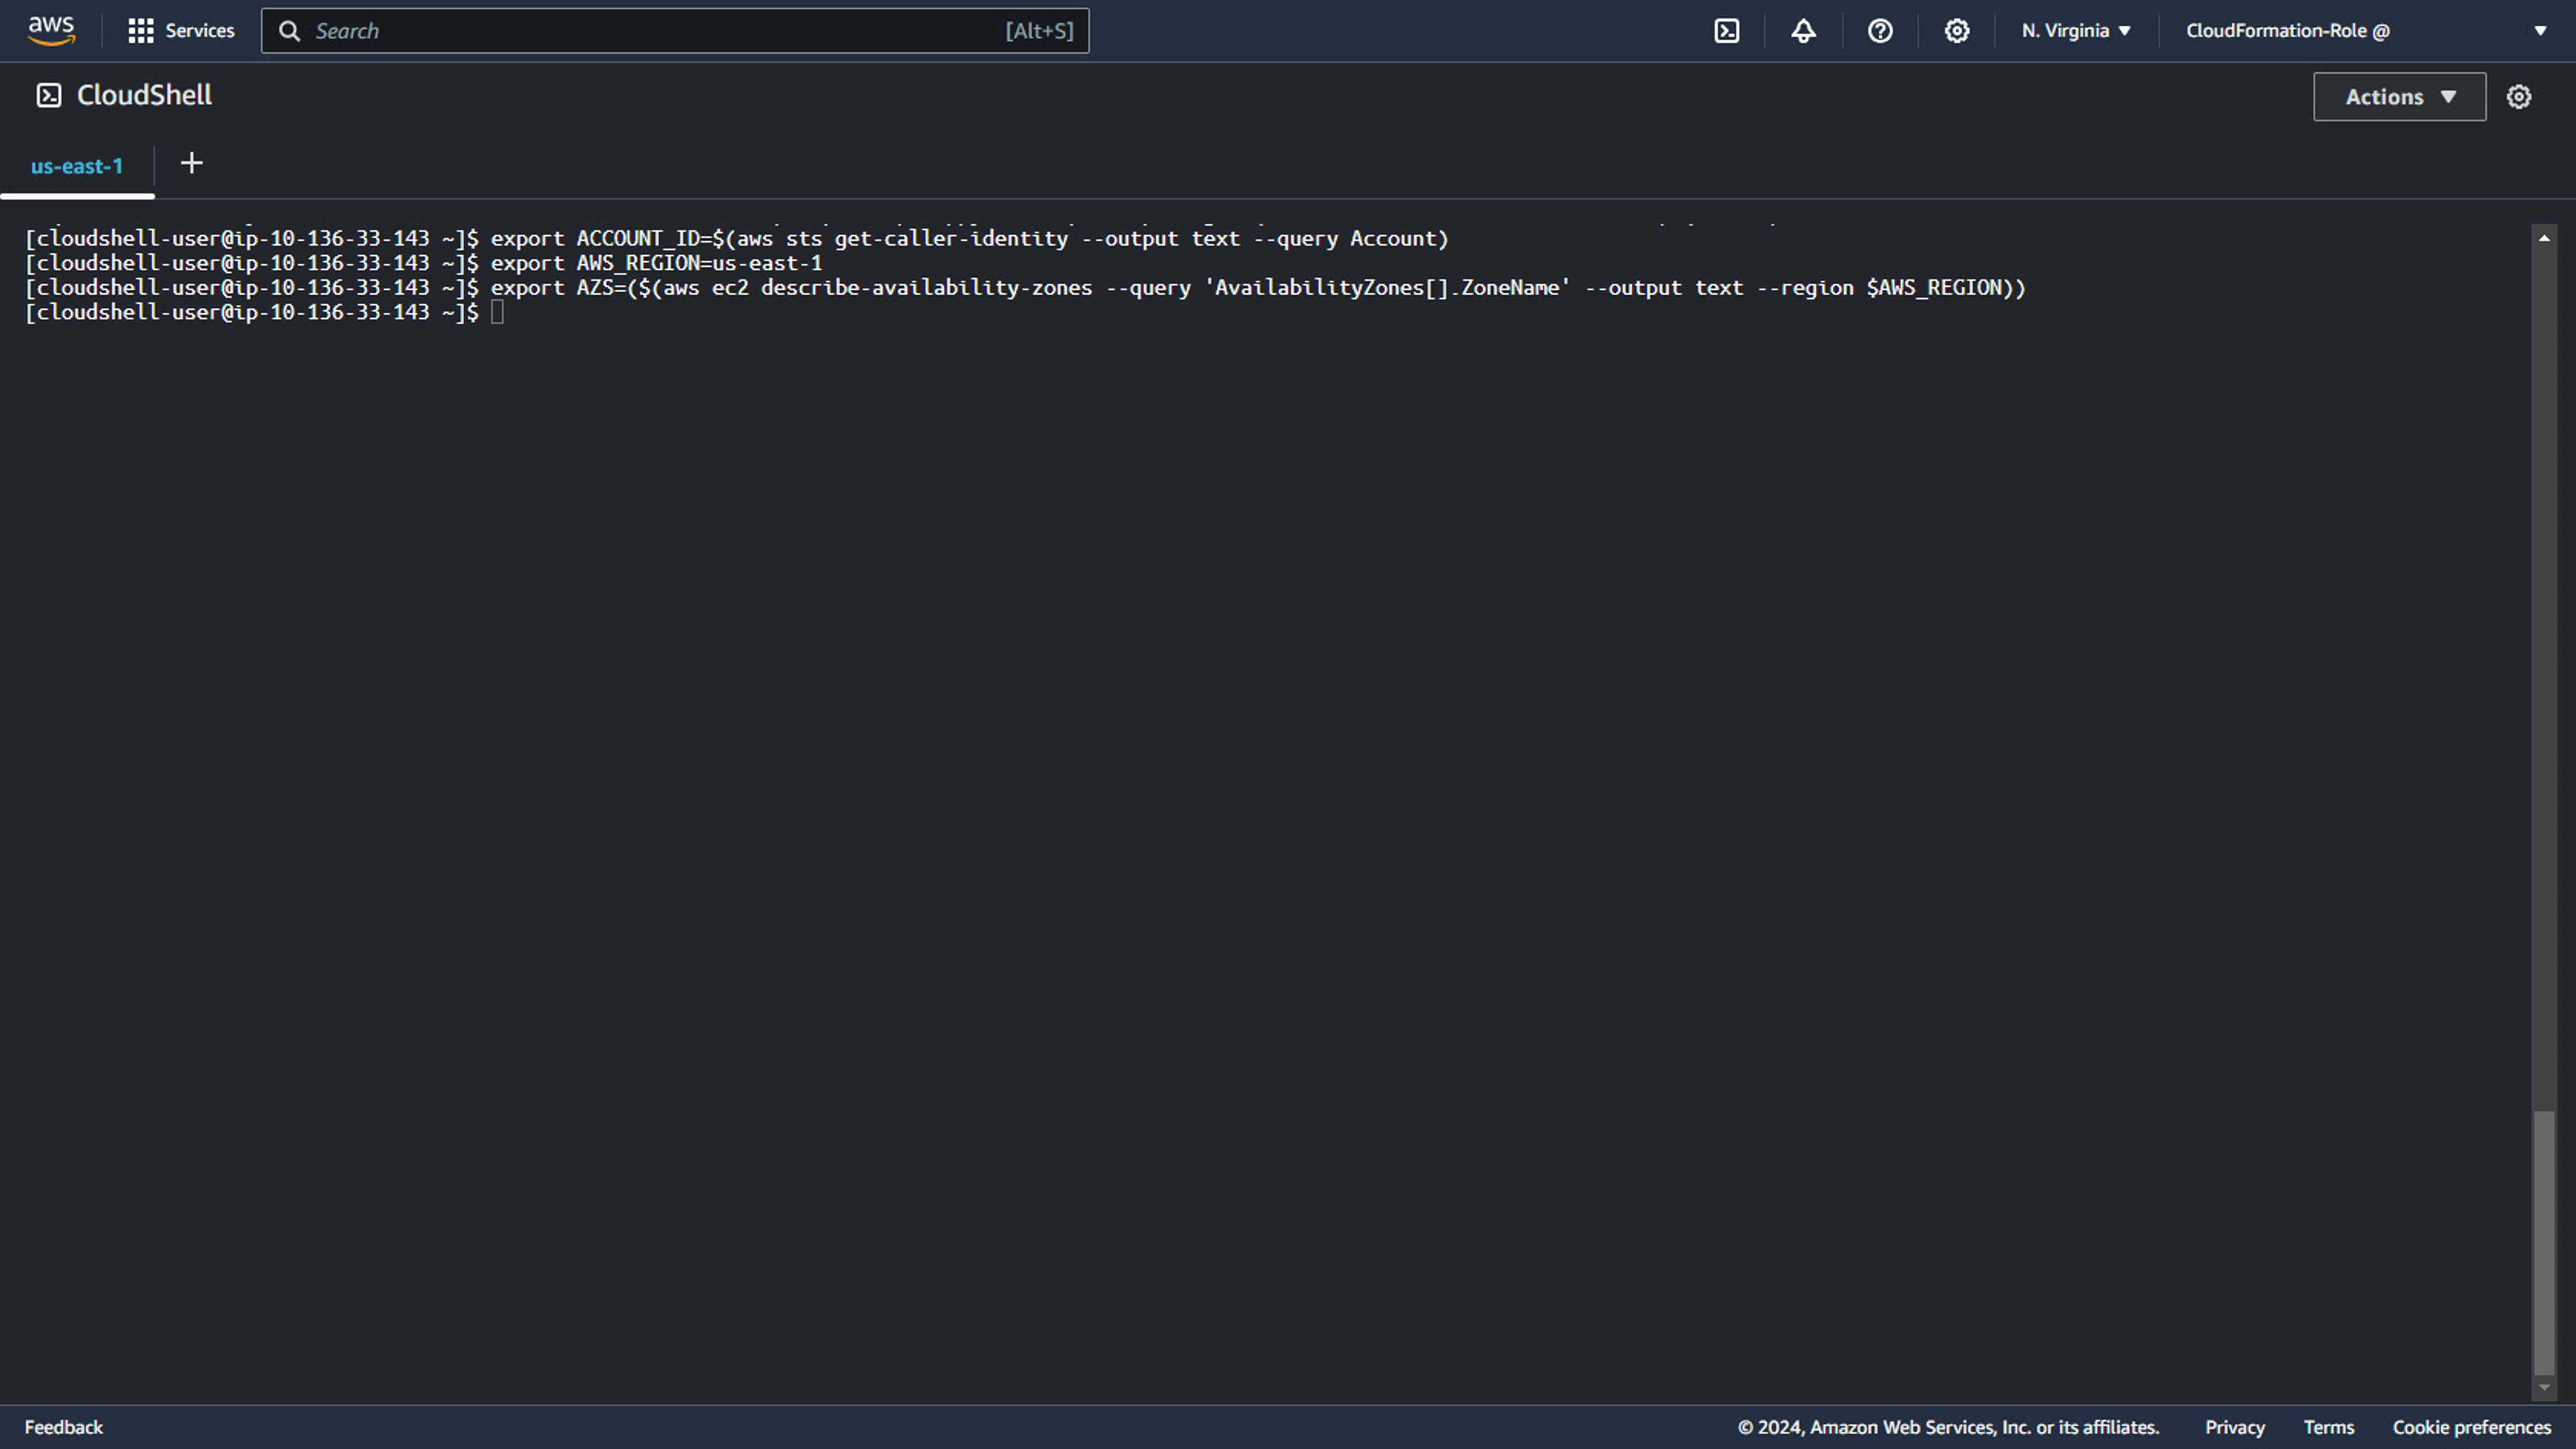 aws
Services
Search
[Alt+S]
N. Virginia
CloudFormation-Role @
CloudShell
Actions
us-east-1
[cloudshell-user@ip-10-136-33-143 ~]$ export ACCOUNT_ID=$(aws sts get-caller-identity --output text --query Account)
[cloudshell-user@ip-10-136-33-143 ~]$ export AWS_REGION=us-east-1
[cloudshell-user@ip-10-136-33-143 ~]$ export AZS=($(aws ec2 describe-availability-zones --query 'AvailabilityZones[].ZoneName' --output text --region $AWS_REGION))
[cloudshell-user@ip-10-136-33-143 ~]$
Feedback
© 2024, Amazon Web Services, Inc. or its affiliates.
Privacy
Terms
Cookie preferences